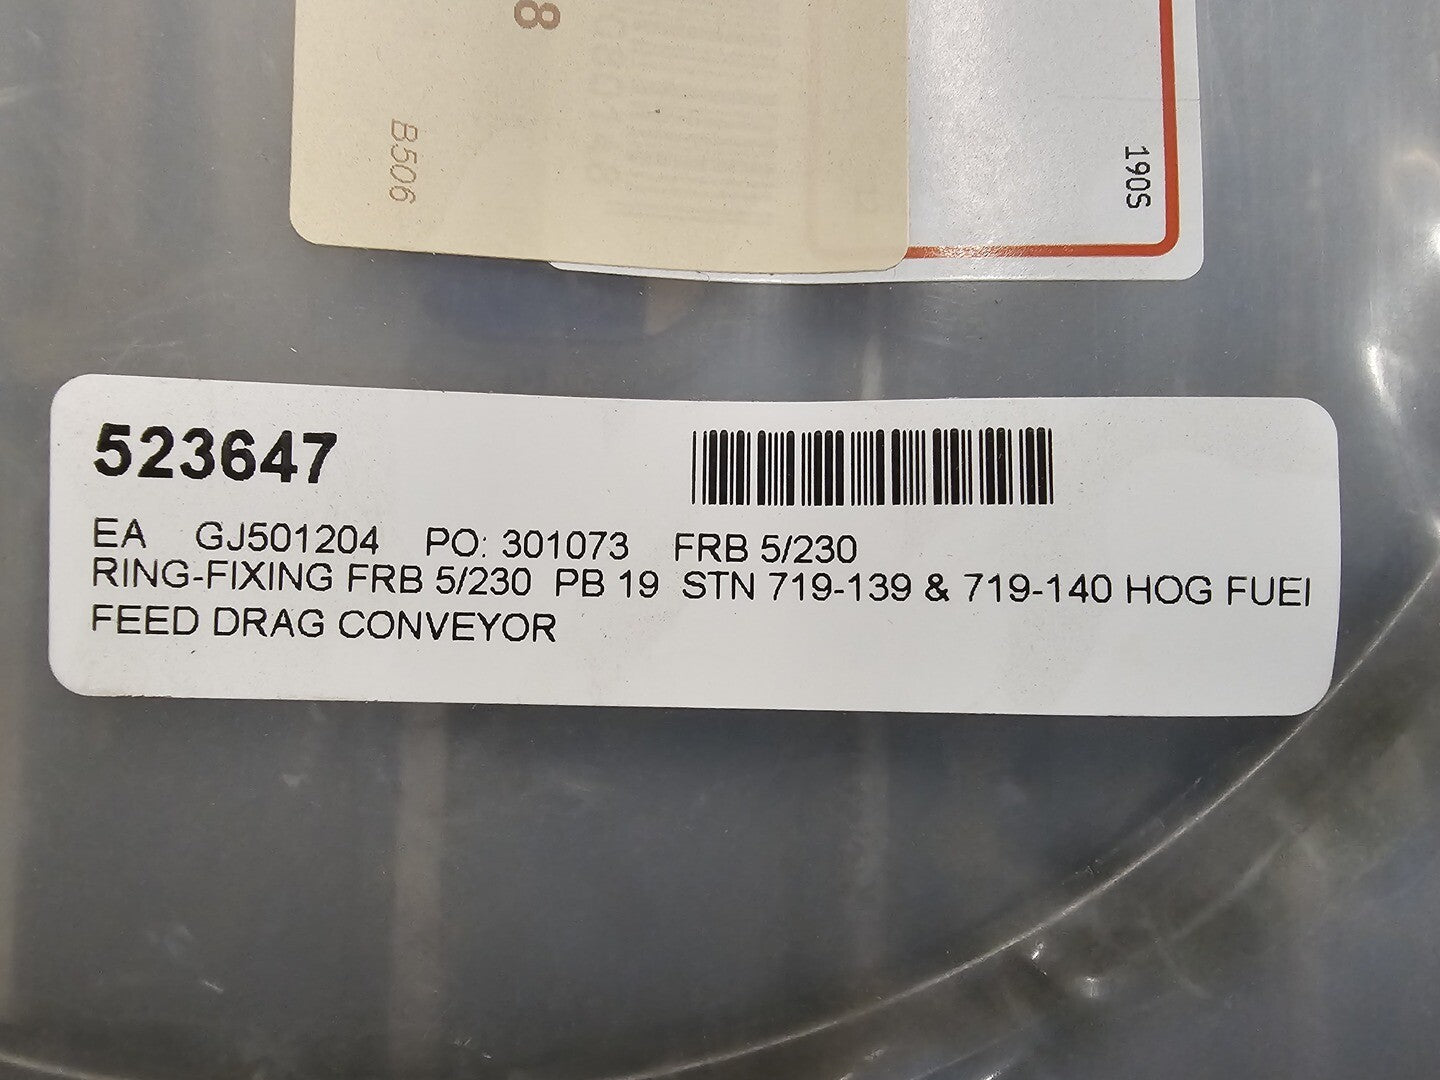 8
B506
190S
523647
EA GJ501204 PO: 301073 FRB 5/230
RING-FIXING FRB 5/230 PB 19 STN 719-139 & 719-140 HOG FUEl
FEED DRAG CONVEYOR